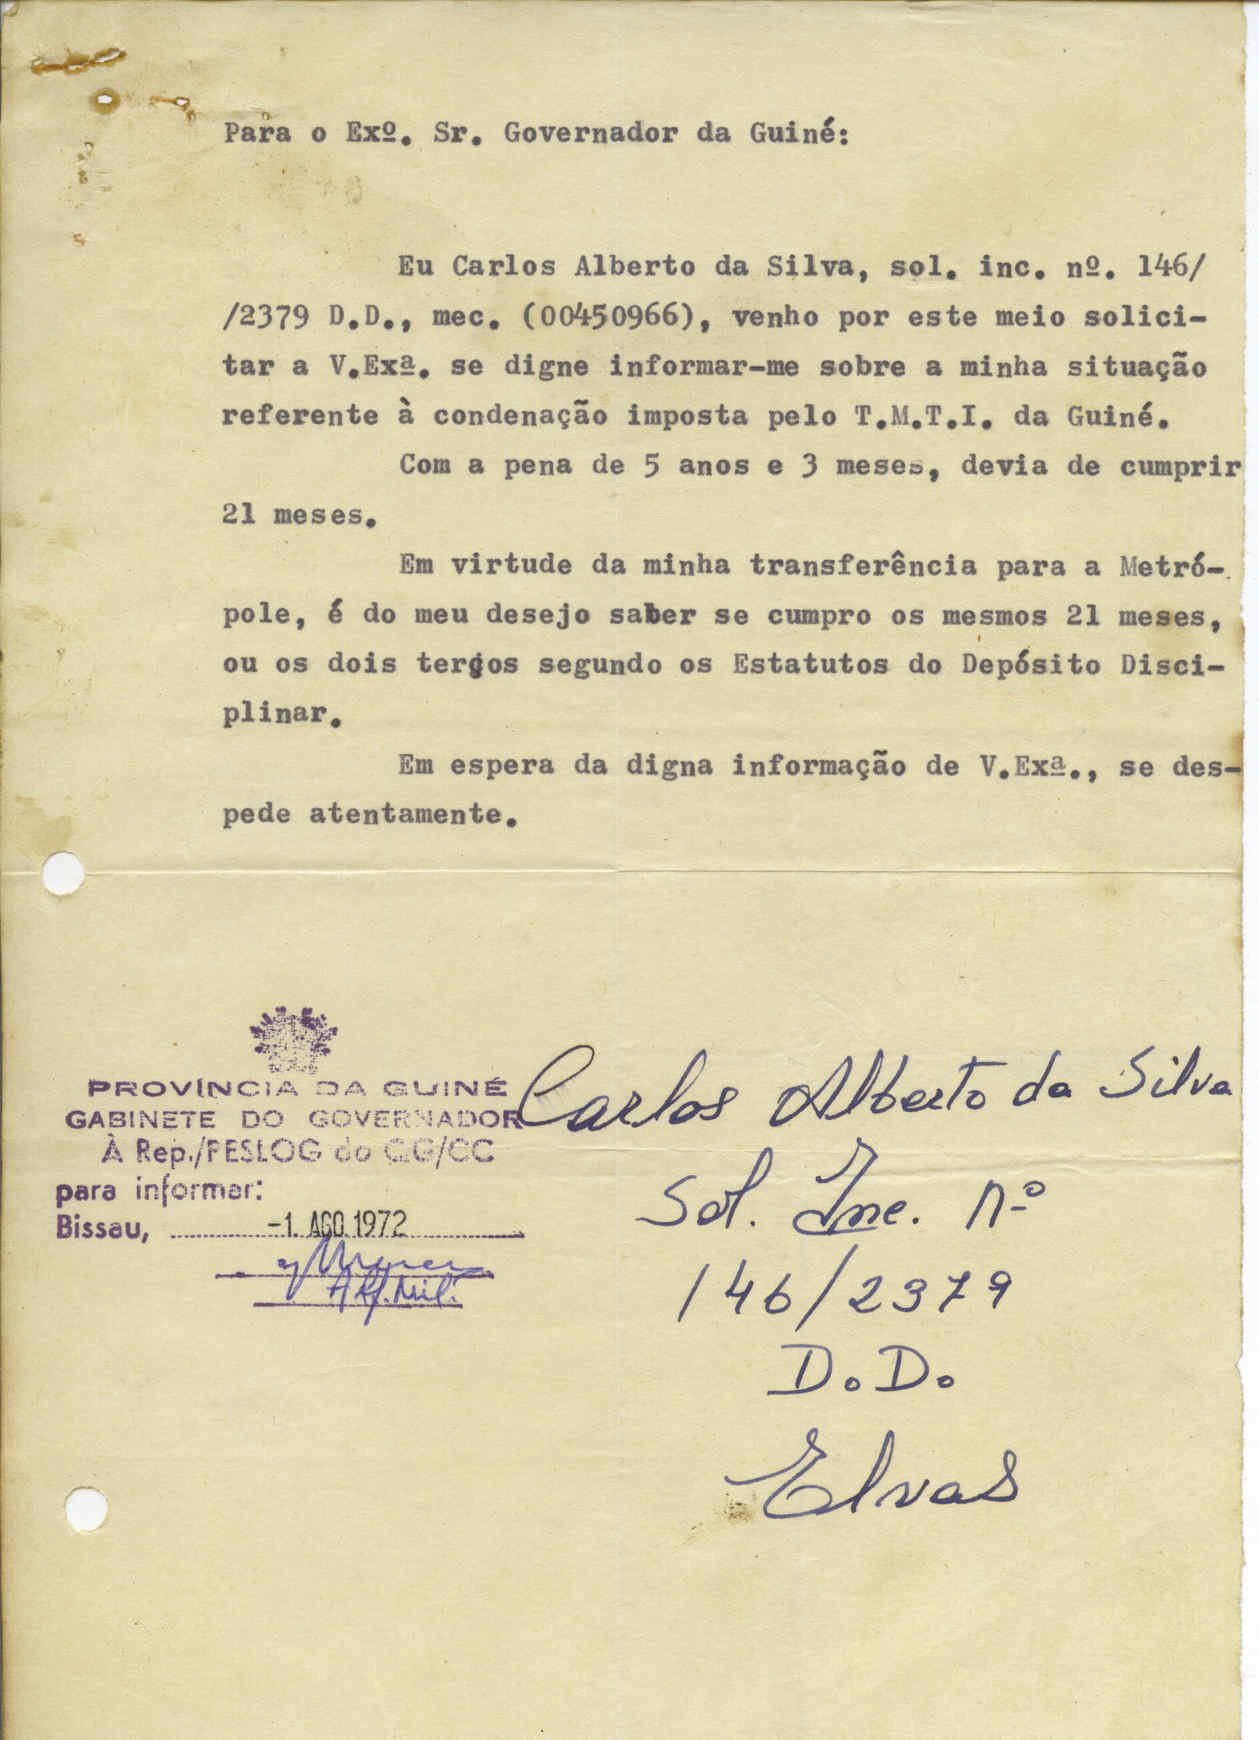 Para o Exº. Sr. Governador da Guiné:
Eu Carlos Alberto da Silva, sol. inc. nº. 146/
/2379 D.D., mec. (00450966), venho por este meio solici-
tar a V.Exª. se digne informar-me sobre a minha situação
referente à condenação imposta pelo T.M.T.I. da Guiné.
Com a pena de 5 anos e 3 meses, devia de cumprir
21 meses.
Em virtude da minha transferência para a Metró-
pole, é do meu desejo saber se cumpro os mesmos 21 meses,
ou os dois terços segundo os Estatutos do Depósito Disci-
plinar.
Em espera da digna informação de V.Exª., se des-
pede atentamente.
PROVÍNCIA DA GUINÉ
GABINETE DO GOVERNADOR
À Rep./PESLOG do QG/CC
para informar:
Bissau, -1. AGO 1972
Alf. Mil.
Carlos Alberto da Silva
Sol. Inc. Nº
146/2379
D.D.
Elvas